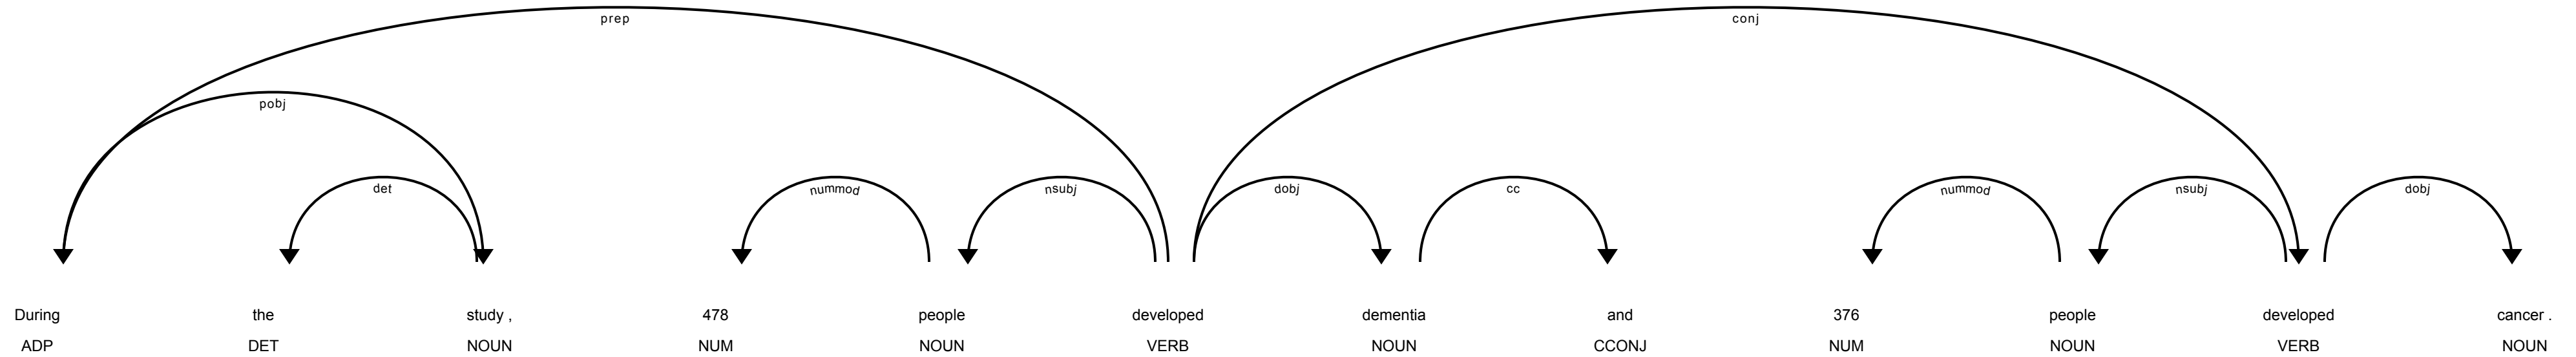 prep conj
pobj
det nummod nsubj dobj cc nummod nsubj dobj
During the study , 478 people developed dementia and 376 people developed cancer .
ADP DET NOUN NUM NOUN VERB NOUN CCONJ NUM NOUN VERB NOUN